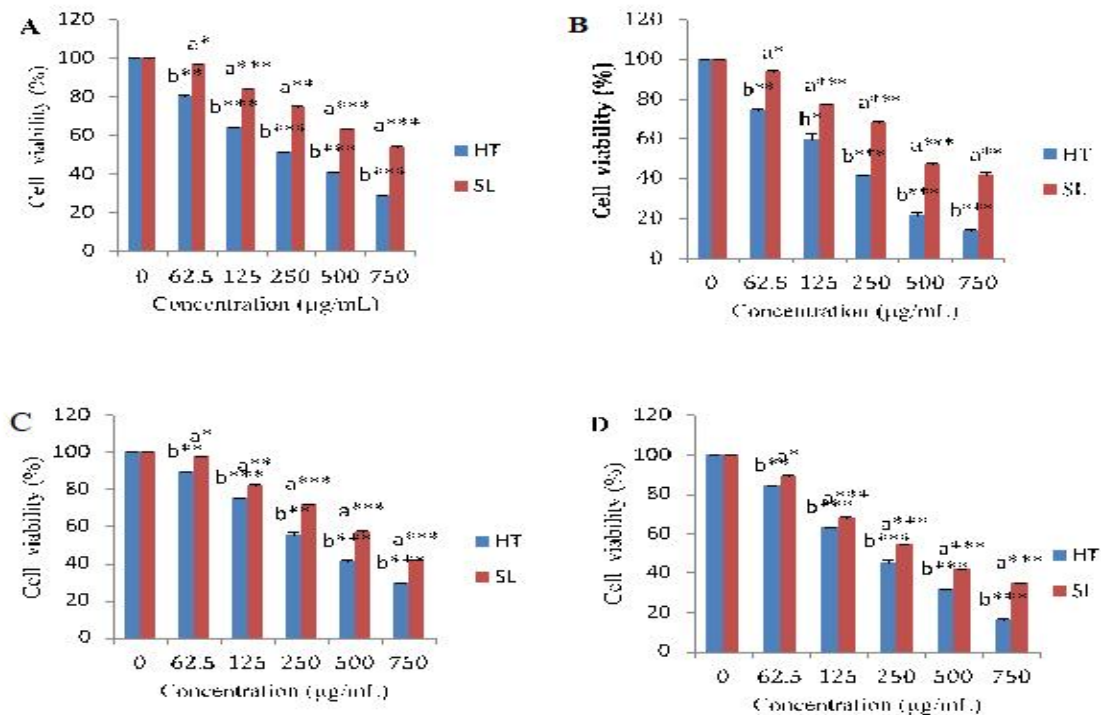 A
120
100
80
60
40
20
0
Cell viability (%)
a*
b**
a***
b***
a**
b***
a***
b***
a***
b***
0 62.5 125 250 500 750
Concentration (µg/mL)
HT
SL
B
120
100
80
60
40
20
0
Cell viability (%)
a*
b**
a***
b*
a***
b***
a***
b***
a**
b***
0 62.5 125 250 500 750
Concentration (µg/mL)
HT
SL
C
120
100
80
60
40
20
0
Cell viability (%)
a*
b**
a**
b***
a***
b**
a***
b***
a***
b***
0 62.5 125 250 500 750
Concentration (µg/mL)
HT
SL
D
120
100
80
60
40
20
0
Cell viability (%)
a*
b**
a***
b***
a***
b***
a***
b***
a***
b***
0 62.5 125 250 500 750
Concentration (µg/mL)
HT
SL